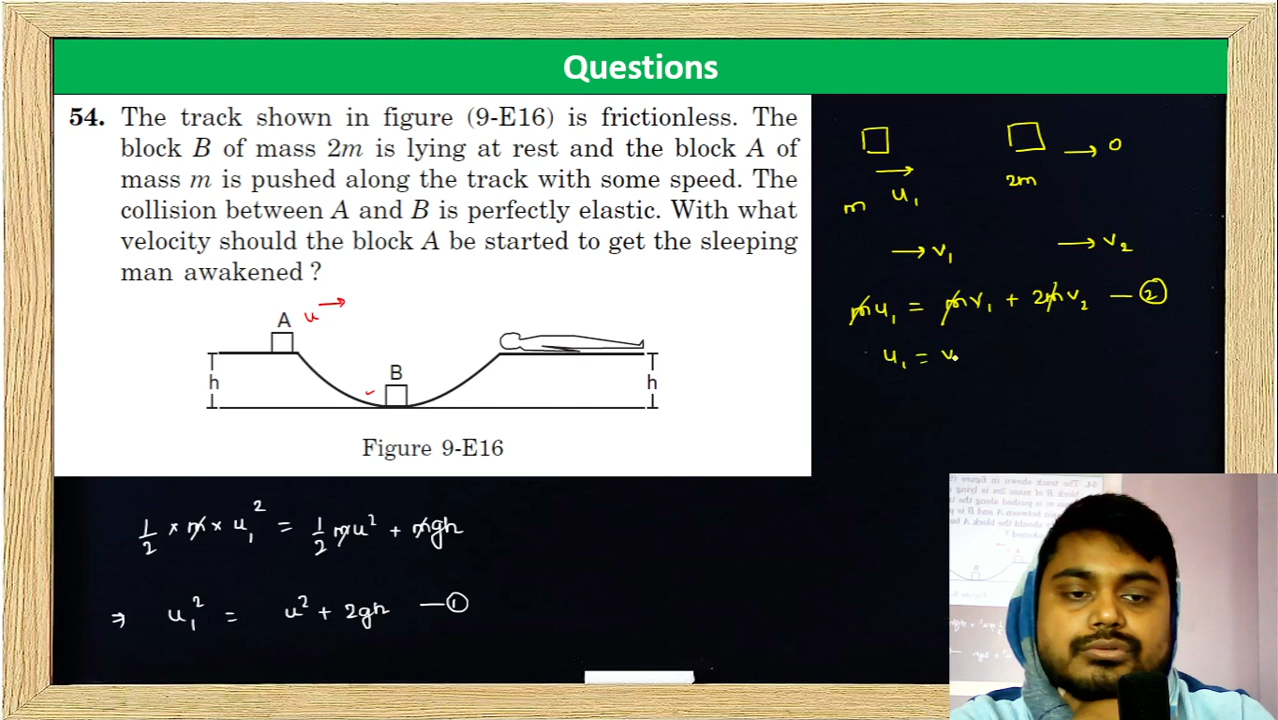 Questions
54. The track shown in figure (9-E16) is frictionless. The
block B of mass 2m is lying at rest and the block A of
mass m is pushed along the track with some speed. The
collision between A and B is perfectly elastic. With what
velocity should the block A be started to get the sleeping
man awakened ?
u
A
B
h
h
Figure 9-E16
1/2 × m × u₁² = 1/2 mu² + mgh
⇒ u₁² = u² + 2gh —①
0
2m
m u₁
→ v₁ → v₂
mu₁ = mv₁ + 2mv₂ — ②
u₁ = v